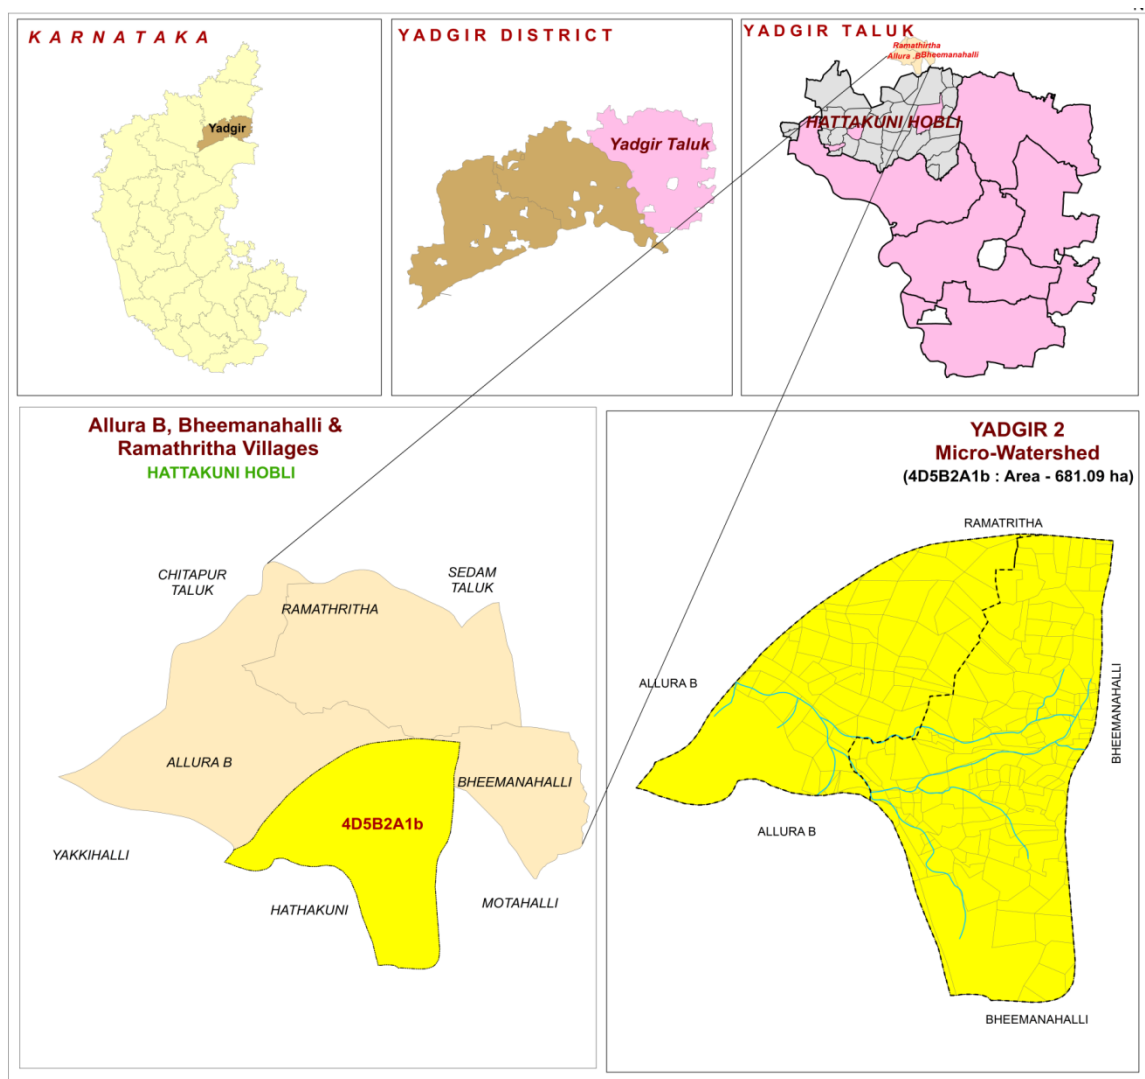 KARNATAKA
Yadgir
YADGIR DISTRICT
Yadgir Taluk
YADGIR TALUK
Ramathirtha
Allura .B Bheemanahalli
HATTAKUNI HOBLI
Allura B, Bheemanahalli &
Ramathritha Villages
HATTAKUNI HOBLI
CHITAPUR
TALUK
SEDAM
TALUK
RAMATHRITHA
ALLURA B
BHEEMANAHALLI
4D5B2A1b
YAKKIHALLI
HATHAKUNI
MOTAHALLI
YADGIR 2
Micro-Watershed
(4D5B2A1b : Area - 681.09 ha)
RAMATRITHA
ALLURA B
BHEEMANAHALLI
ALLURA B
BHEEMANAHALLI